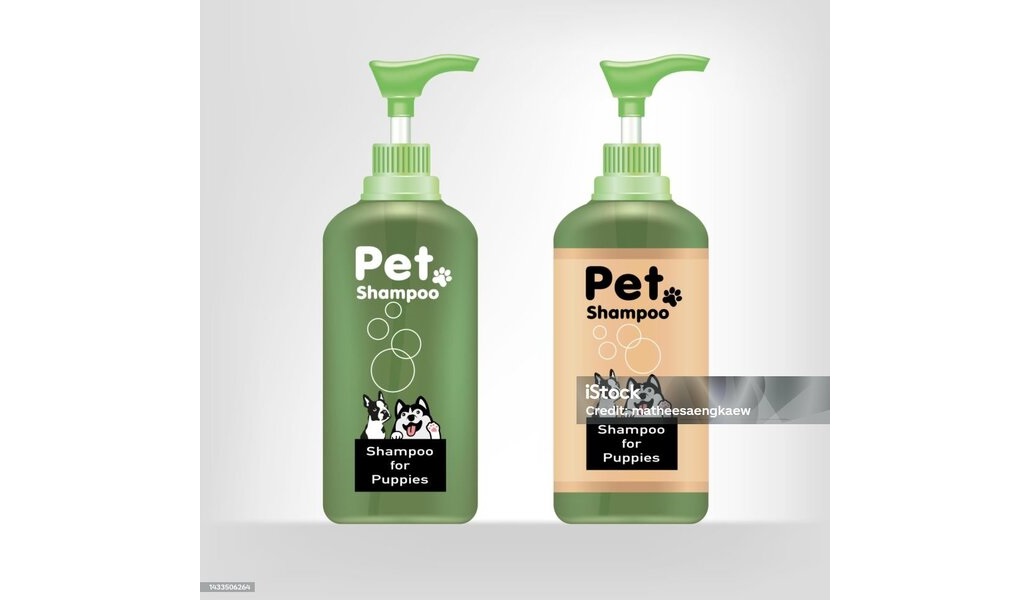 Pet
Shampoo
Shampoo
for
Puppies
Pet
Shampoo
iStock
Credit: matheesaengkaew
Shampoo
for
Puppies
1433506264